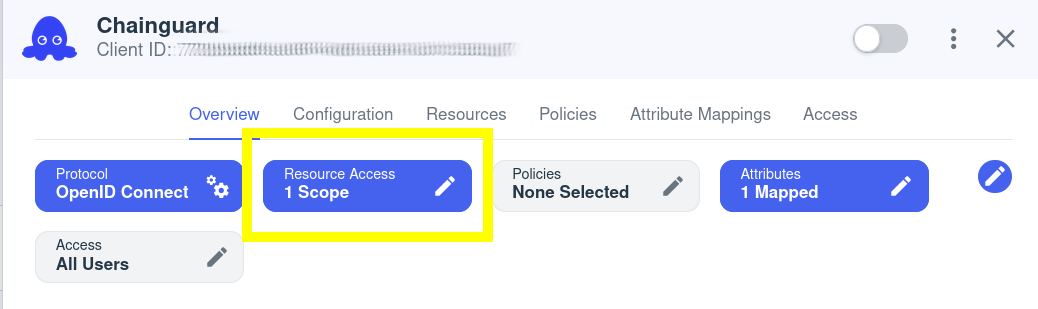 Chainguard
Client ID:
Overview Configuration Resources Policies Attribute Mappings Access
Protocol
OpenID Connect
Resource Access
1 Scope
Policies
None Selected
Attributes
1 Mapped
Access
All Users